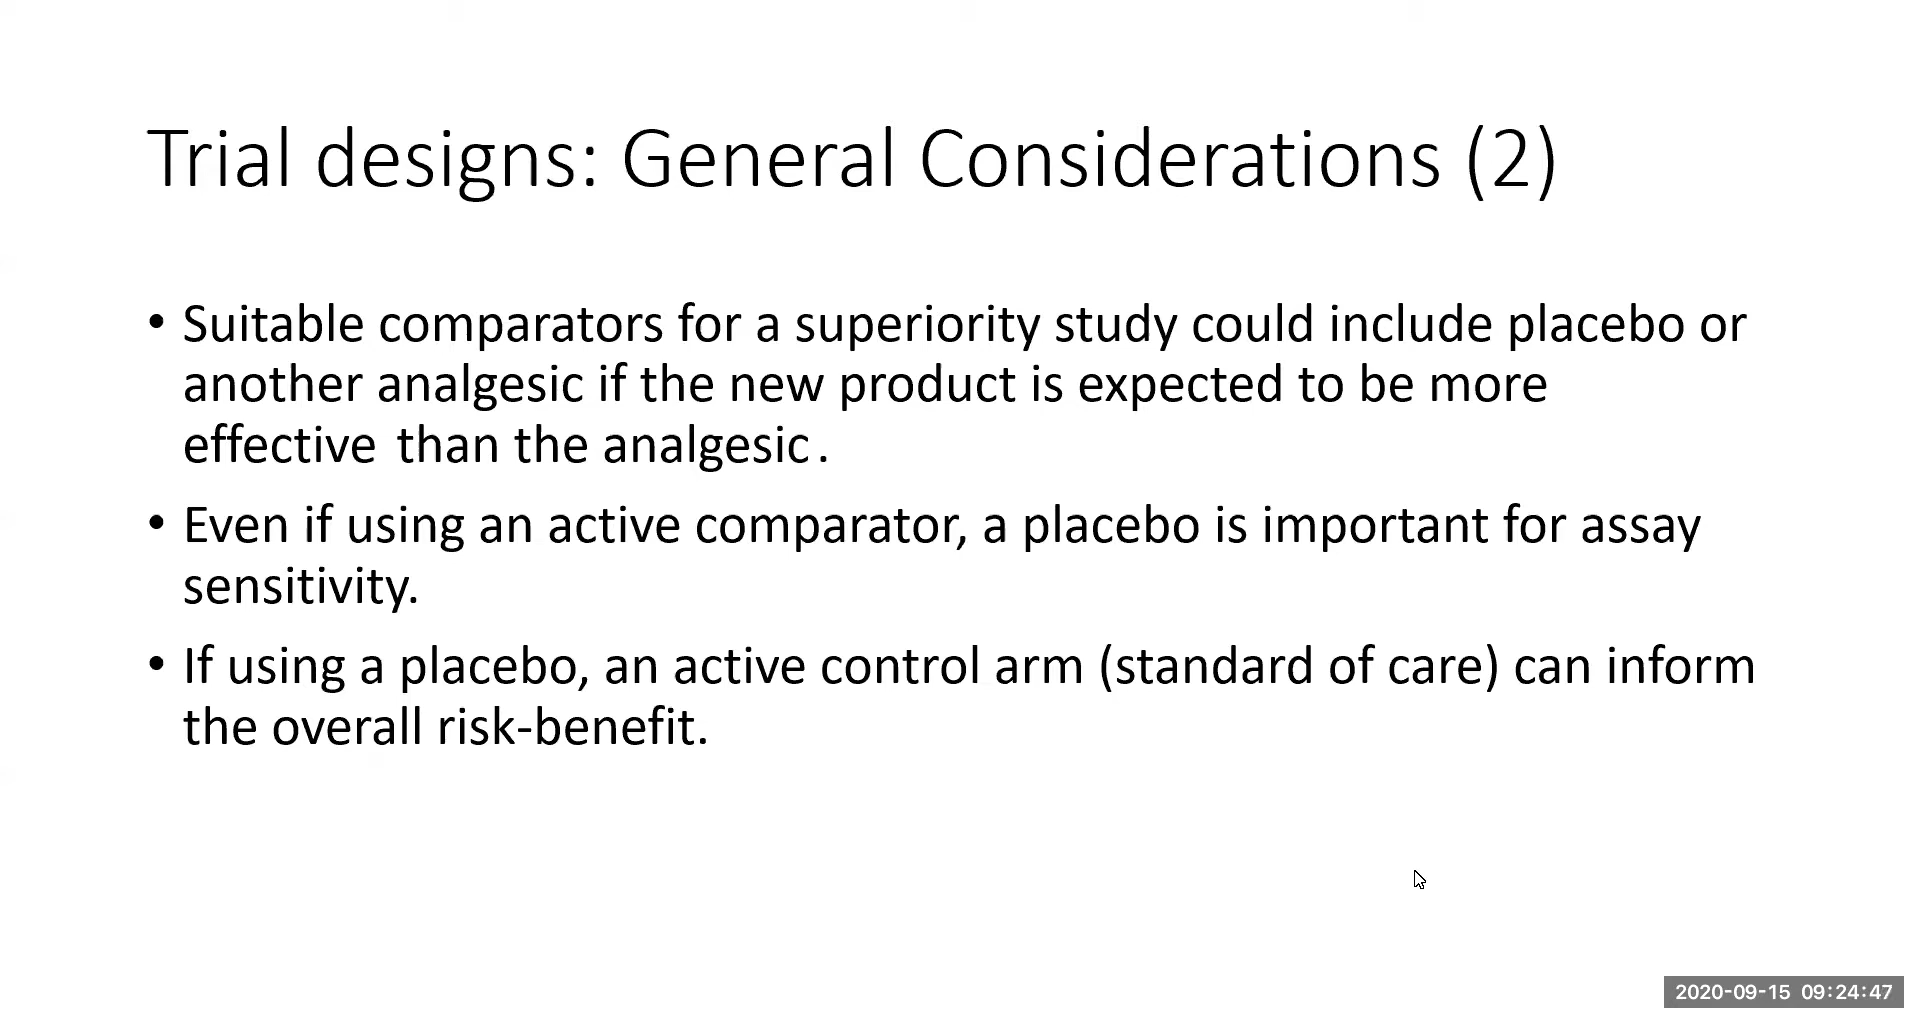 Trial designs: General Considerations (2)
• Suitable comparators for a superiority study could include placebo or
another analgesic if the new product is expected to be more
effective than the analgesic.
• Even if using an active comparator, a placebo is important for assay
sensitivity.
• If using a placebo, an active control arm (standard of care) can inform
the overall risk-benefit.
2020-09-15 09:24:47